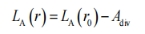 L_A(r) = L_A(r_0) − A_div